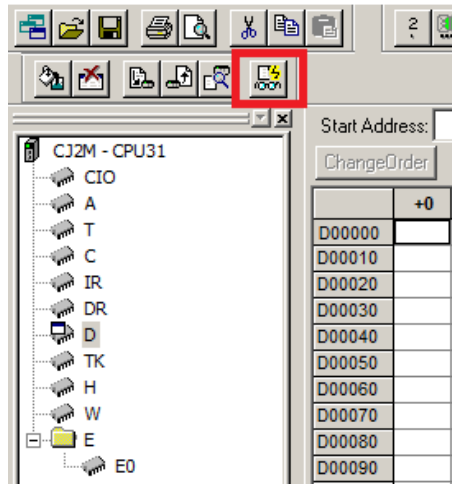 2
Start Address:
ChangeOrder
CJ2M - CPU31
CIO
A
T
C
IR
DR
D
TK
H
W
E
E0
+0
D00000
D00010
D00020
D00030
D00040
D00050
D00060
D00070
D00080
D00090